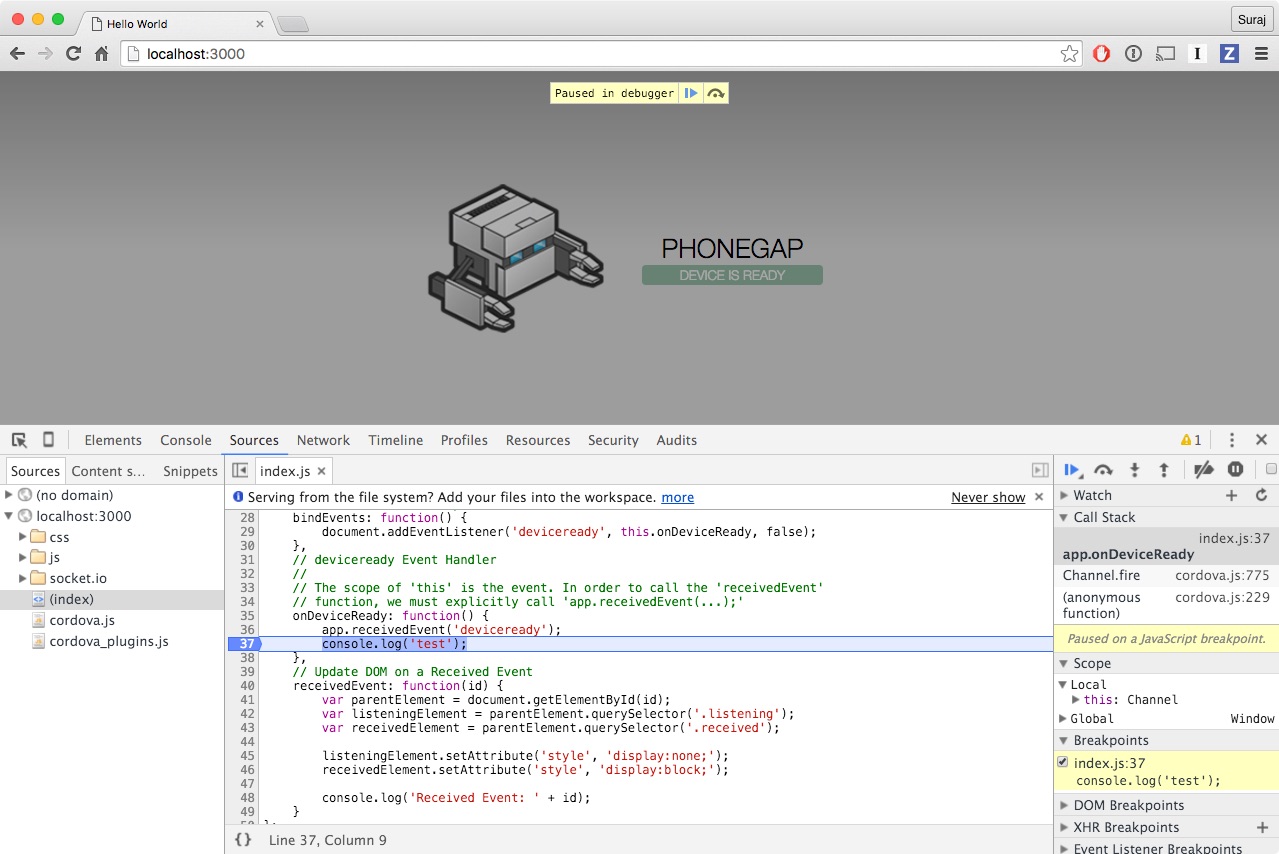 Hello World
Suraj
localhost:3000
Paused in debugger
PHONEGAP
DEVICE IS READY
Elements Console Sources Network Timeline Profiles Resources Security Audits 1
Sources Content s... Snippets
(no domain)
localhost:3000
css
js
socket.io
(index)
cordova.js
cordova_plugins.js
index.js
Serving from the file system? Add your files into the workspace. more Never show
28 bindEvents: function() {
29 document.addEventListener('deviceready', this.onDeviceReady, false);
30 },
31 // deviceready Event Handler
32 //
33 // The scope of 'this' is the event. In order to call the 'receivedEvent'
34 // function, we must explicitly call 'app.receivedEvent(...);'
35 onDeviceReady: function() {
36 app.receivedEvent('deviceready');
37 console.log('test');
38 },
39 // Update DOM on a Received Event
40 receivedEvent: function(id) {
41 var parentElement = document.getElementById(id);
42 var listeningElement = parentElement.querySelector('.listening');
43 var receivedElement = parentElement.querySelector('.received');
44
45 listeningElement.setAttribute('style', 'display:none;');
46 receivedElement.setAttribute('style', 'display:block;');
47
48 console.log('Received Event: ' + id);
49 }
{} Line 37, Column 9
Watch
Call Stack
index.js:37
app.onDeviceReady
Channel.fire cordova.js:775
(anonymous cordova.js:229
function)
Paused on a JavaScript breakpoint.
Scope
Local
this: Channel
Global Window
Breakpoints
index.js:37
console.log('test');
DOM Breakpoints
XHR Breakpoints
Event Listener Breakpoints